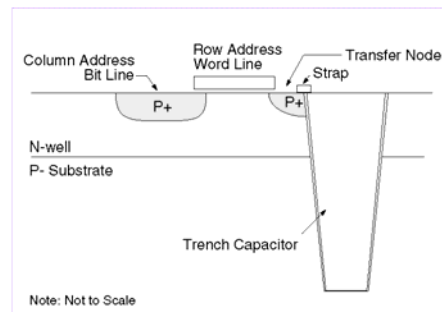 Column Address
Bit Line
Row Address
Word Line
Transfer Node
Strap
P+
P+
N-well
P- Substrate
Trench Capacitor
Note: Not to Scale